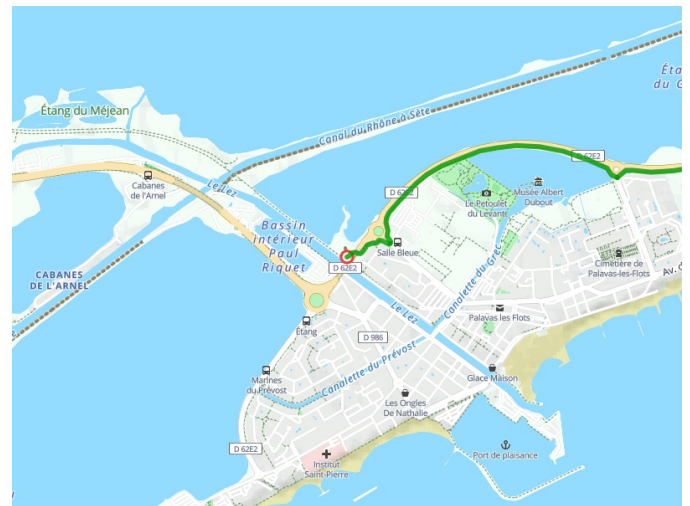 Étang du Méjean
Canal du Rhône à Sète
Éta
du G
D 62E2
Cabanes
de l'Arnel
Le Lez
D 62E2
Musée Albert
Dubout
Le Petoulet
du Levant
Bassin
intérieur
Paul
Riquet
Salle Bleue
Canalette du Grec
Cimetière de
Palavas-les-Flots
D 62E2
CABANES
DE L'ARNEL
Av. d
Le Lez
Palavas les Flots
Étang
D 986
Canalette du Prévost
Marines
du Prévost
Glace Maison
Les Ongles
De Nathalie
D 62E2
Port de plaisance
Institut
Saint-Pierre